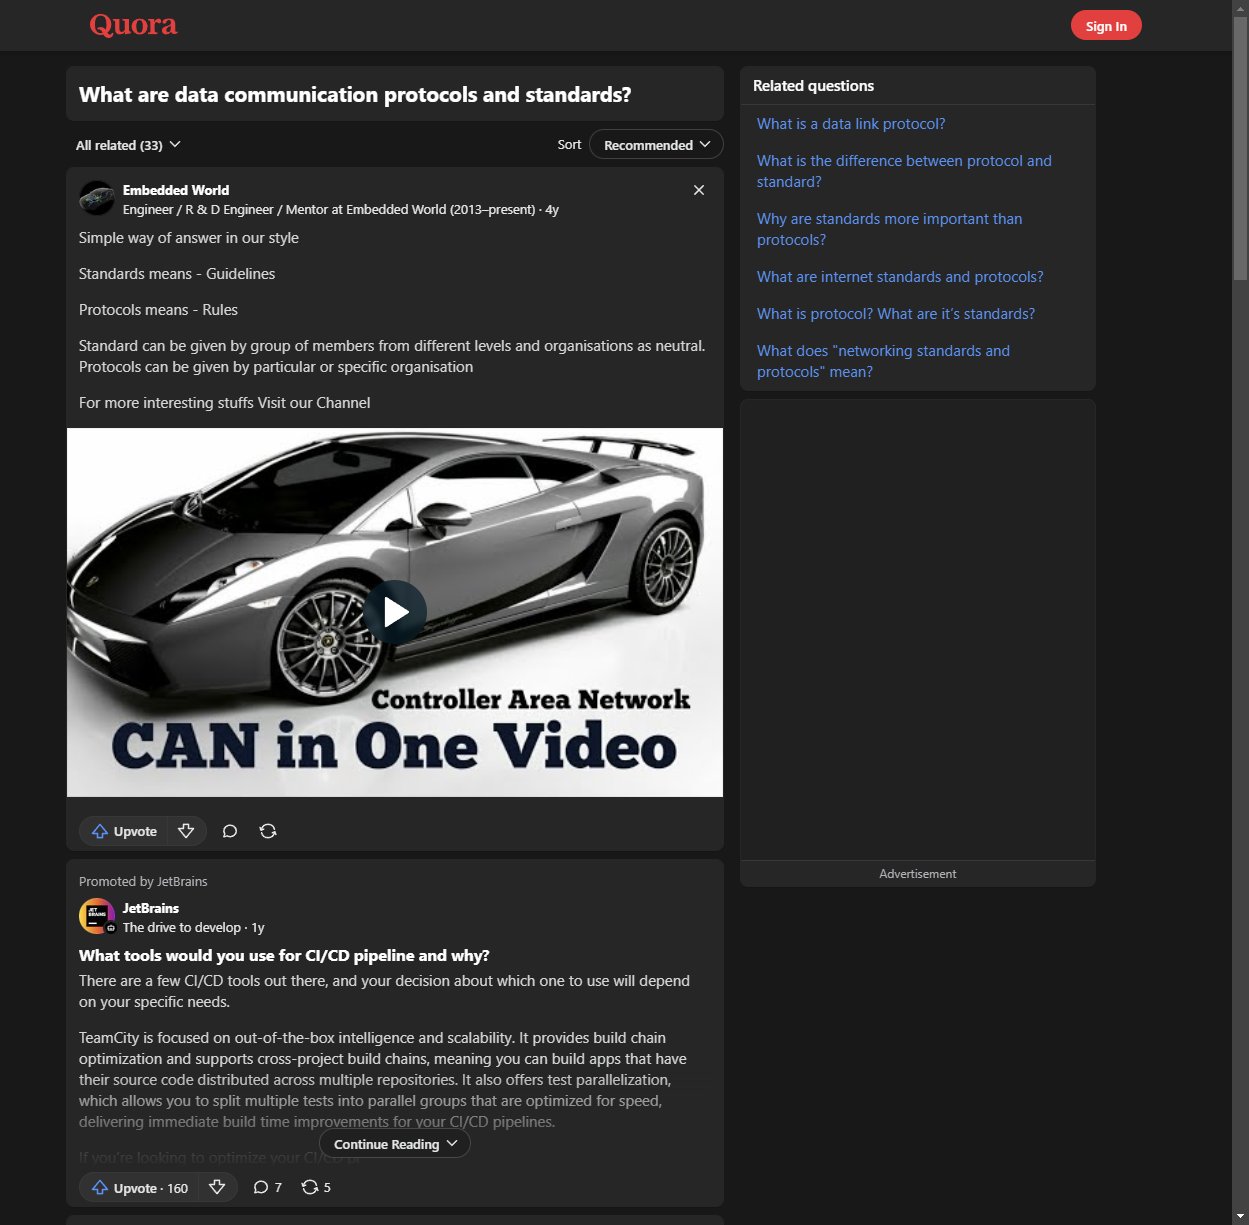 Quora
Sign In
What are data communication protocols and standards?
All related (33)
Sort
Recommended
Embedded World
Engineer / R & D Engineer / Mentor at Embedded World (2013–present) · 4y
Simple way of answer in our style
Standards means - Guidelines
Protocols means - Rules
Standard can be given by group of members from different levels and organisations as neutral.
Protocols can be given by particular or specific organisation
For more interesting stuffs Visit our Channel
Controller Area Network
CAN in One Video
Upvote
Promoted by JetBrains
JET
BRAINS
JetBrains
The drive to develop · 1y
What tools would you use for CI/CD pipeline and why?
There are a few CI/CD tools out there, and your decision about which one to use will depend
on your specific needs.
TeamCity is focused on out-of-the-box intelligence and scalability. It provides build chain
optimization and supports cross-project build chains, meaning you can build apps that have
their source code distributed across multiple repositories. It also offers test parallelization,
which allows you to split multiple tests into parallel groups that are optimized for speed,
delivering immediate build time improvements for your CI/CD pipelines.
Continue Reading
If you're looking to optimize your CI/CD
Upvote · 160
7
5
Related questions
What is a data link protocol?
What is the difference between protocol and
standard?
Why are standards more important than
protocols?
What are internet standards and protocols?
What is protocol? What are it's standards?
What does "networking standards and
protocols" mean?
Advertisement